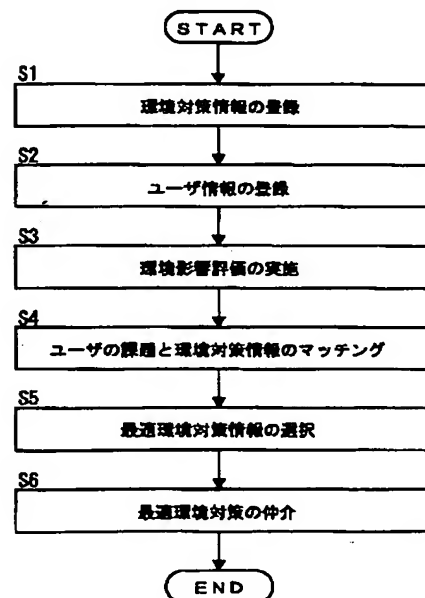 START
S1
環境対策情報の登録
S2
ユーザ情報の登録
S3
環境影響評価の実施
S4
ユーザの課題と環境対策情報のマッチング
S5
最適環境対策情報の選択
S6
最適環境対策の仲介
END